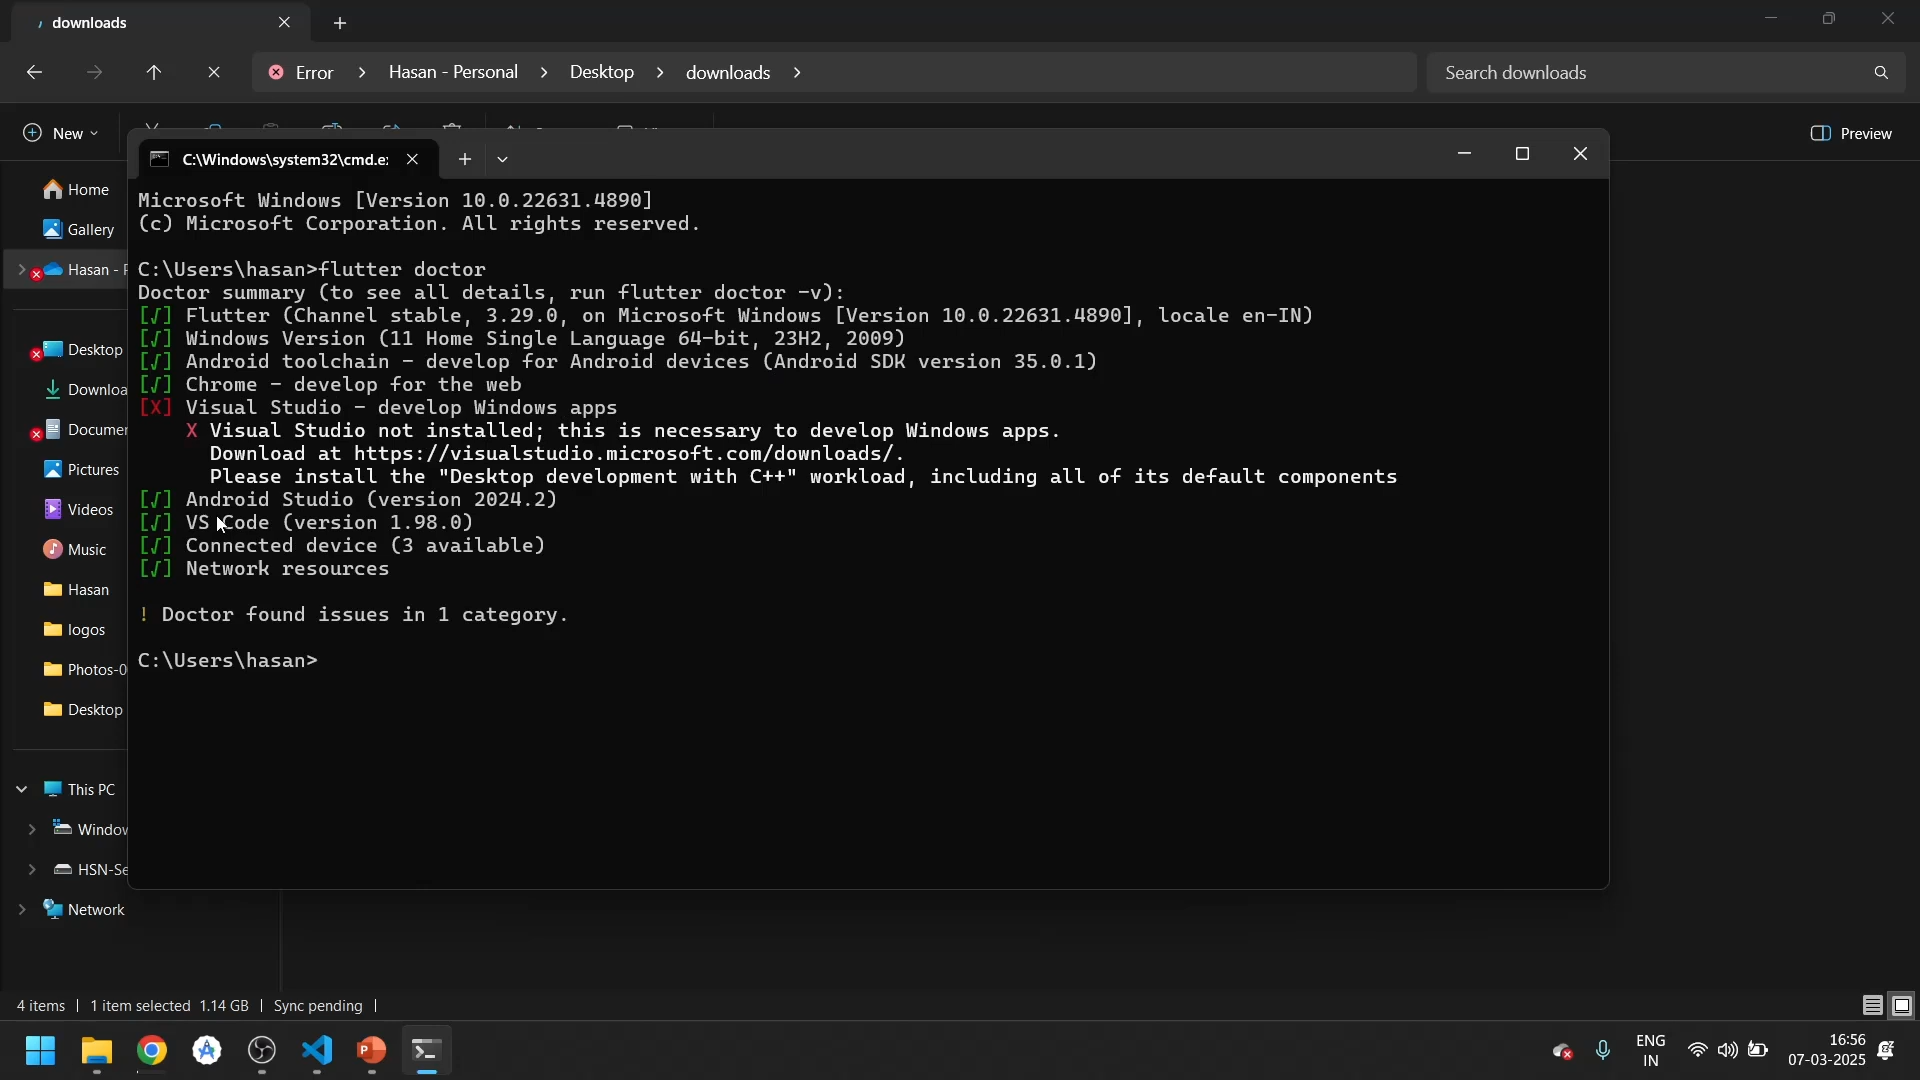 downloads
Error > Hasan - Personal > Desktop > downloads >
Search downloads
New
Preview
C:\Windows\system32\cmd.e
Home
Gallery
Hasan -
Desktop
Downloa
Documer
Pictures
Videos
Music
Hasan
logos
Photos-0
Desktop
This PC
Window
HSN-Se
Network
Microsoft Windows [Version 10.0.22631.4890]
(c) Microsoft Corporation. All rights reserved.
C:\Users\hasan>flutter doctor
Doctor summary (to see all details, run flutter doctor -v):
[√] Flutter (Channel stable, 3.29.0, on Microsoft Windows [Version 10.0.22631.4890], locale en-IN)
[√] Windows Version (11 Home Single Language 64-bit, 23H2, 2009)
[√] Android toolchain - develop for Android devices (Android SDK version 35.0.1)
[√] Chrome - develop for the web
[X] Visual Studio - develop Windows apps
X Visual Studio not installed; this is necessary to develop Windows apps.
Download at https://visualstudio.microsoft.com/downloads/.
Please install the "Desktop development with C++" workload, including all of its default components
[√] Android Studio (version 2024.2)
[√] VS Code (version 1.98.0)
[√] Connected device (3 available)
[√] Network resources
! Doctor found issues in 1 category.
C:\Users\hasan>
4 items | 1 item selected 1.14 GB | Sync pending |
ENG
IN
16:56
07-03-2025